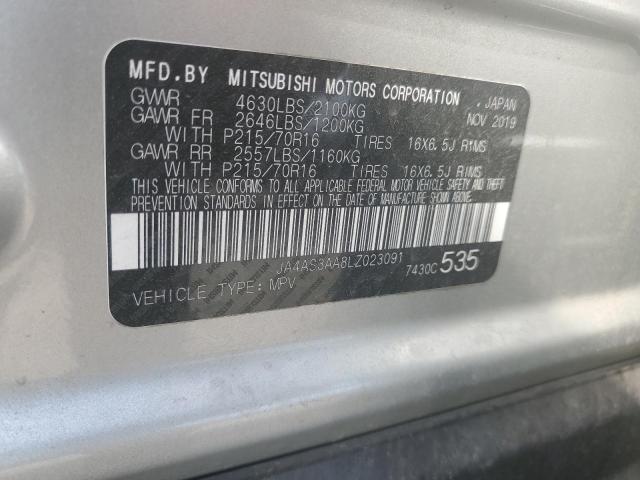 MFD.BY MITSUBISHI MOTORS CORPORATION, JAPAN
GVWR 4630LBS/2100KG NOV 2019
GAWR FR 2646LBS/1200KG
WITH P215/70R16 TIRES 16X6.5J RIMS
GAWR RR 2557LBS/1160KG
WITH P215/70R16 TIRES 16X6.5J RIMS
THIS VEHICLE CONFORMS TO ALL APPLICABLE FEDERAL MOTOR VEHICLE SAFETY AND THEFT
PREVENTION STANDARDS IN EFFECT ON THE DATE OF MANUFACTURE SHOWN ABOVE.
JA4AS3AA8LZ023091
7430C 535
VEHICLE TYPE: MPV